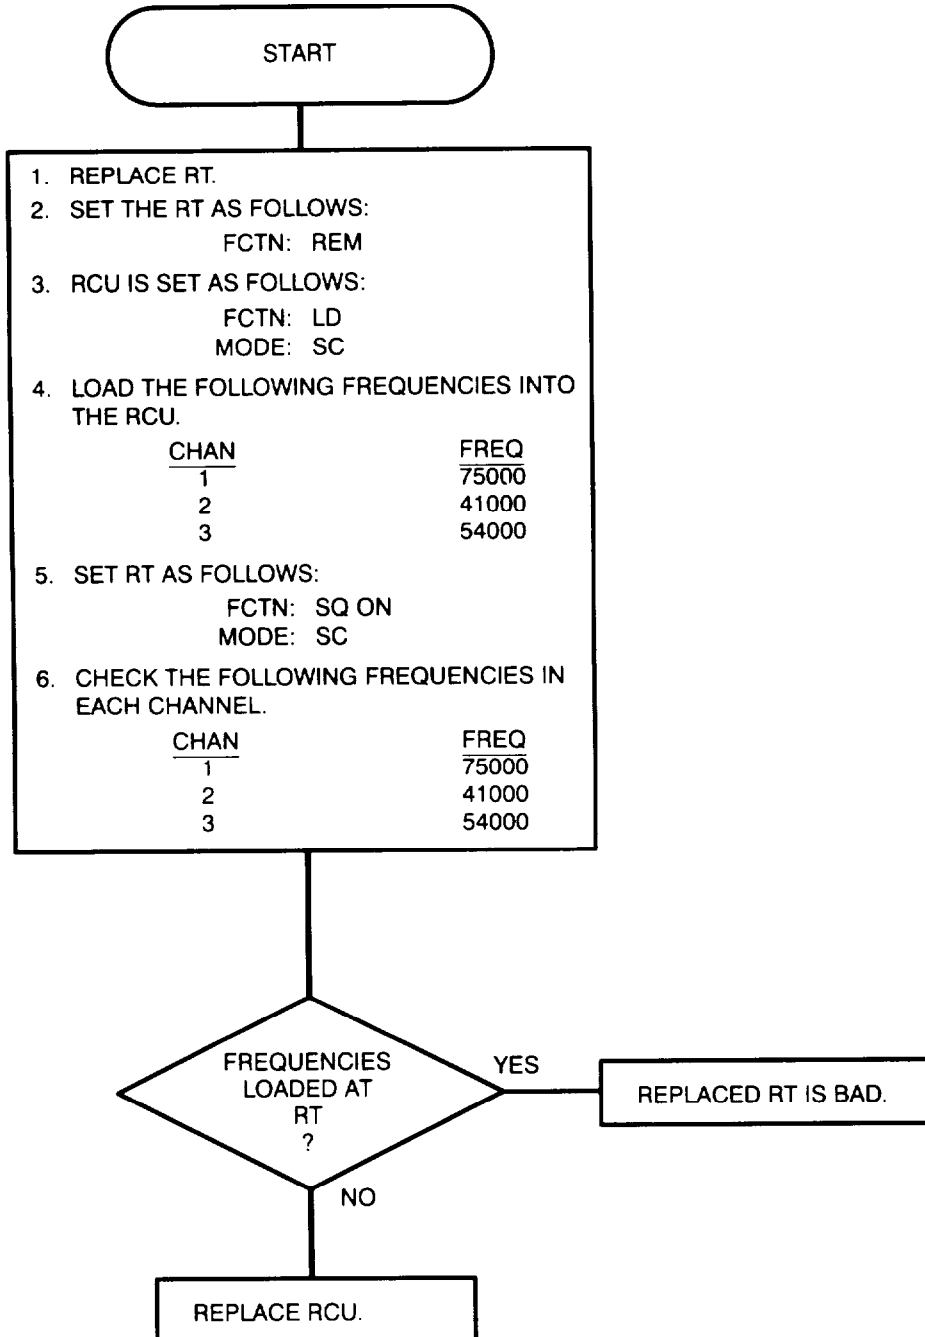 START
1. REPLACE RT.
2. SET THE RT AS FOLLOWS:
FCTN: REM
3. RCU IS SET AS FOLLOWS:
FCTN: LD
MODE: SC
4. LOAD THE FOLLOWING FREQUENCIES INTO
THE RCU.
CHAN FREQ
1 75000
2 41000
3 54000
5. SET RT AS FOLLOWS:
FCTN: SQ ON
MODE: SC
6. CHECK THE FOLLOWING FREQUENCIES IN
EACH CHANNEL.
CHAN FREQ
1 75000
2 41000
3 54000
FREQUENCIES
LOADED AT
RT
?
YES
REPLACED RT IS BAD.
NO
REPLACE RCU.